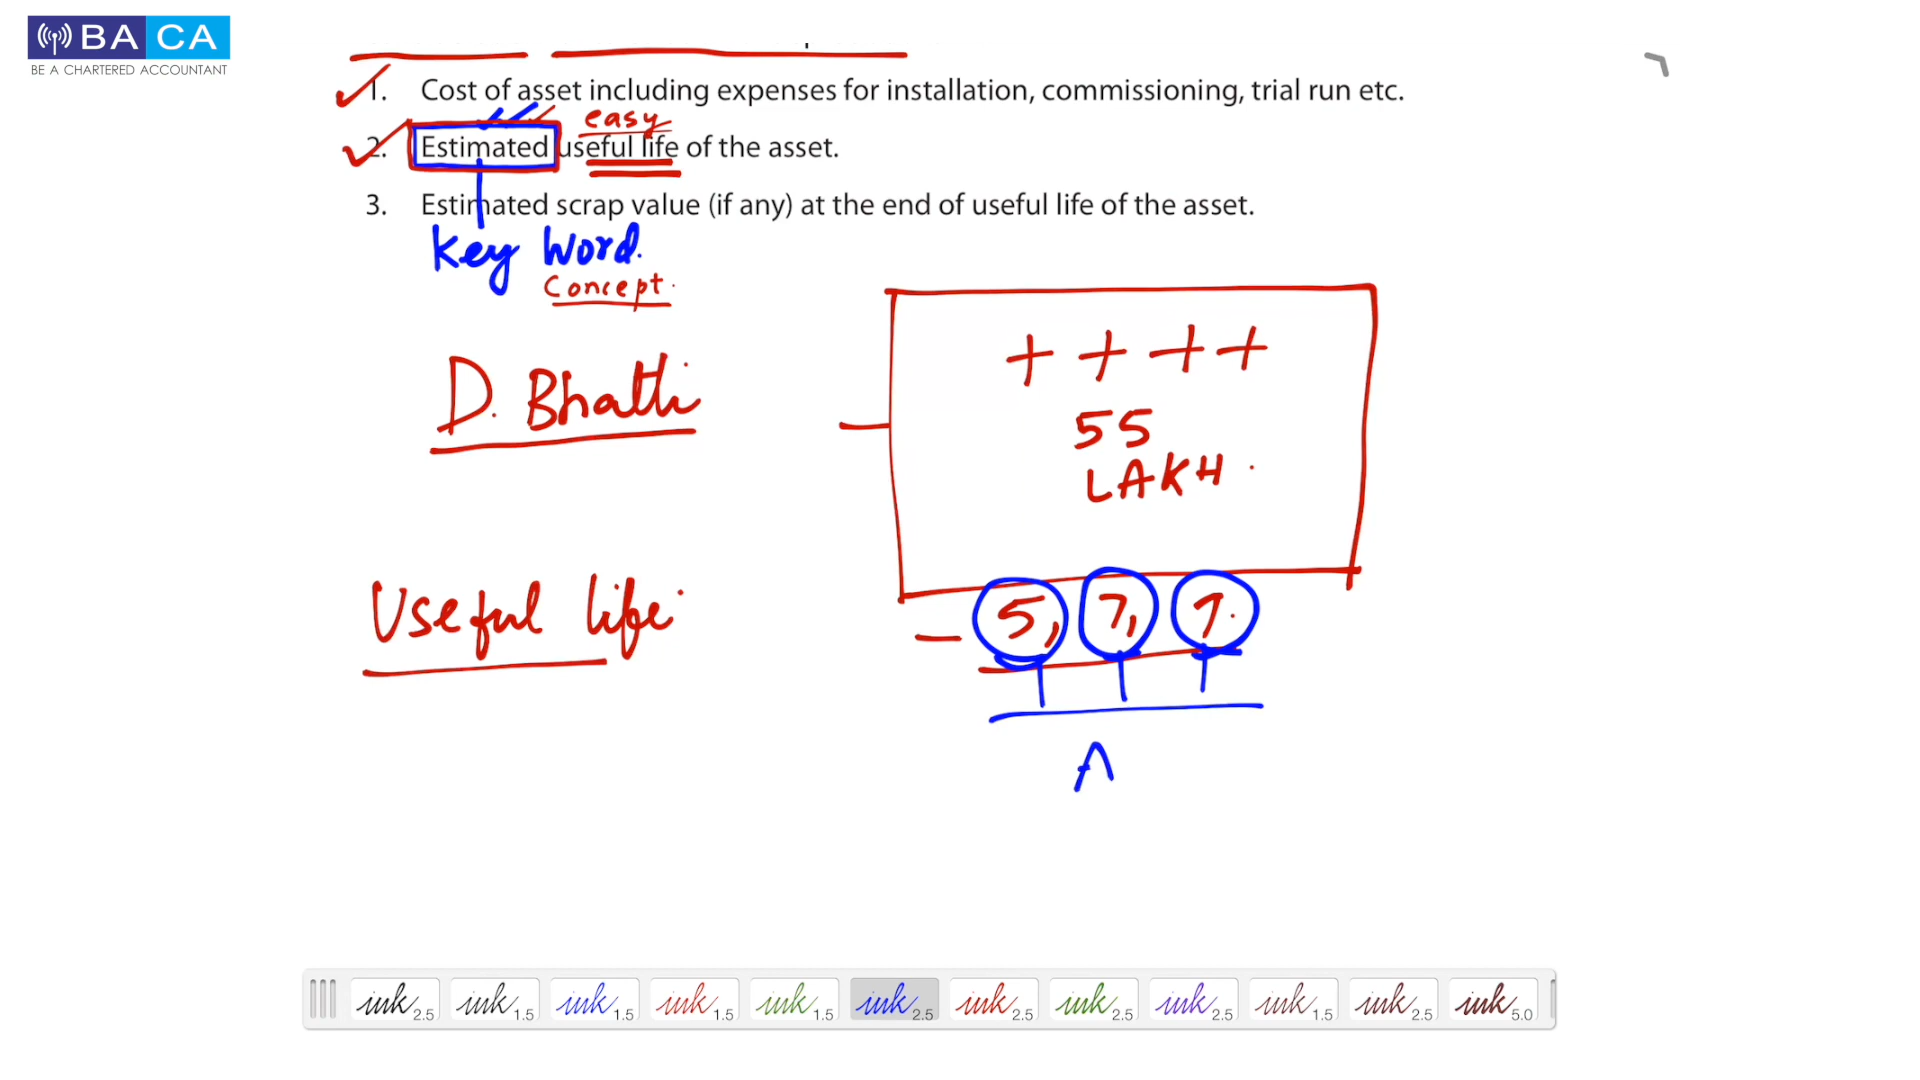 BA CA
BE A CHARTERED ACCOUNTANT
1. Cost of asset including expenses for installation, commissioning, trial run etc.
easy
2. Estimated useful life of the asset.
3. Estimated scrap value (if any) at the end of useful life of the asset.
Key Word.
Concept.
+ + + +
D. Bhatti
55
LAKH.
Useful life
5, 7,
A
ink 2.5 ink 1.5 ink 1.5 ink 1.5 ink 1.5 ink 2.5 ink 2.5 ink 2.5 ink 2.5 ink 1.5 ink 2.5 ink 5.0